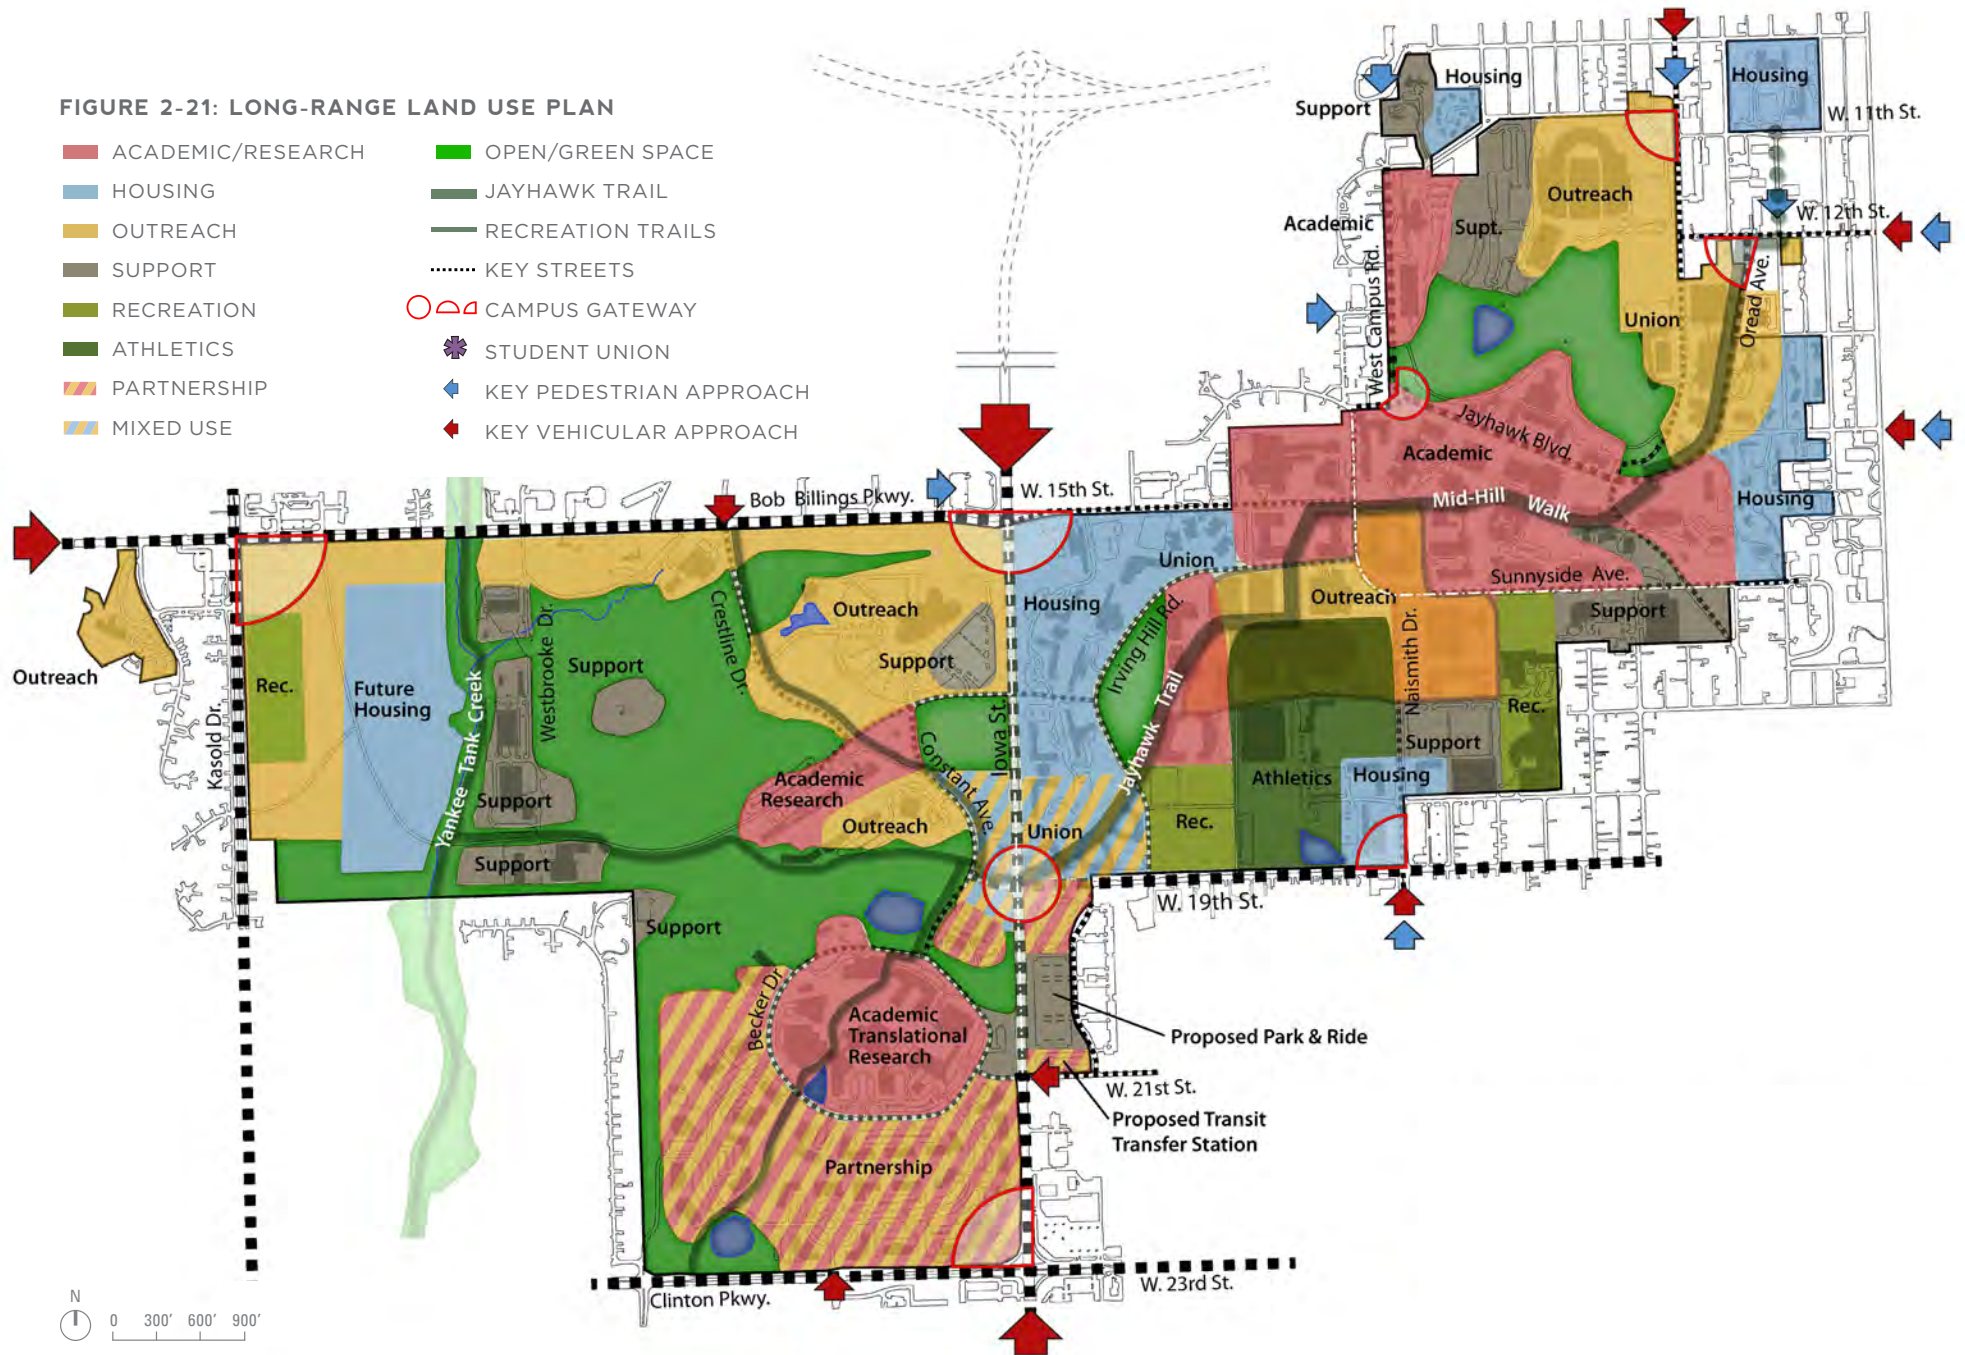 FIGURE 2-21: LONG-RANGE LAND USE PLAN
ACADEMIC/RESEARCH
HOUSING
OUTREACH
SUPPORT
RECREATION
ATHLETICS
PARTNERSHIP
MIXED USE
OPEN/GREEN SPACE
JAYHAWK TRAIL
RECREATION TRAILS
KEY STREETS
CAMPUS GATEWAY
STUDENT UNION
KEY PEDESTRIAN APPROACH
KEY VEHICULAR APPROACH
Housing
Support
Housing
W. 11th St.
Outreach
Academic
Supt.
W. 12th St.
West Campus Rd.
Union
Oread Ave.
Jayhawk Blvd.
Academic
Mid-Hill Walk
Housing
Bob Billings Pkwy.
W. 15th St.
Union
Sunnyside Ave.
Outreach
Support
Housing
Irving Hill Rd.
Naismith Dr.
Crestline Dr.
Outreach
Support
Westbrooke Dr.
Support
Outreach
Rec.
Future
Housing
Kasold Dr.
Yankee Tank Creek
Iowa St.
Jayhawk Trail
Rec.
Support
Constant Ave.
Athletics
Housing
Academic
Research
Support
Outreach
Union
Rec.
Support
W. 19th St.
Support
Becker Dr
Academic
Translational
Research
Proposed Park & Ride
W. 21st St.
Proposed Transit
Transfer Station
Partnership
Clinton Pkwy.
W. 23rd St.
N
0 300' 600' 900'